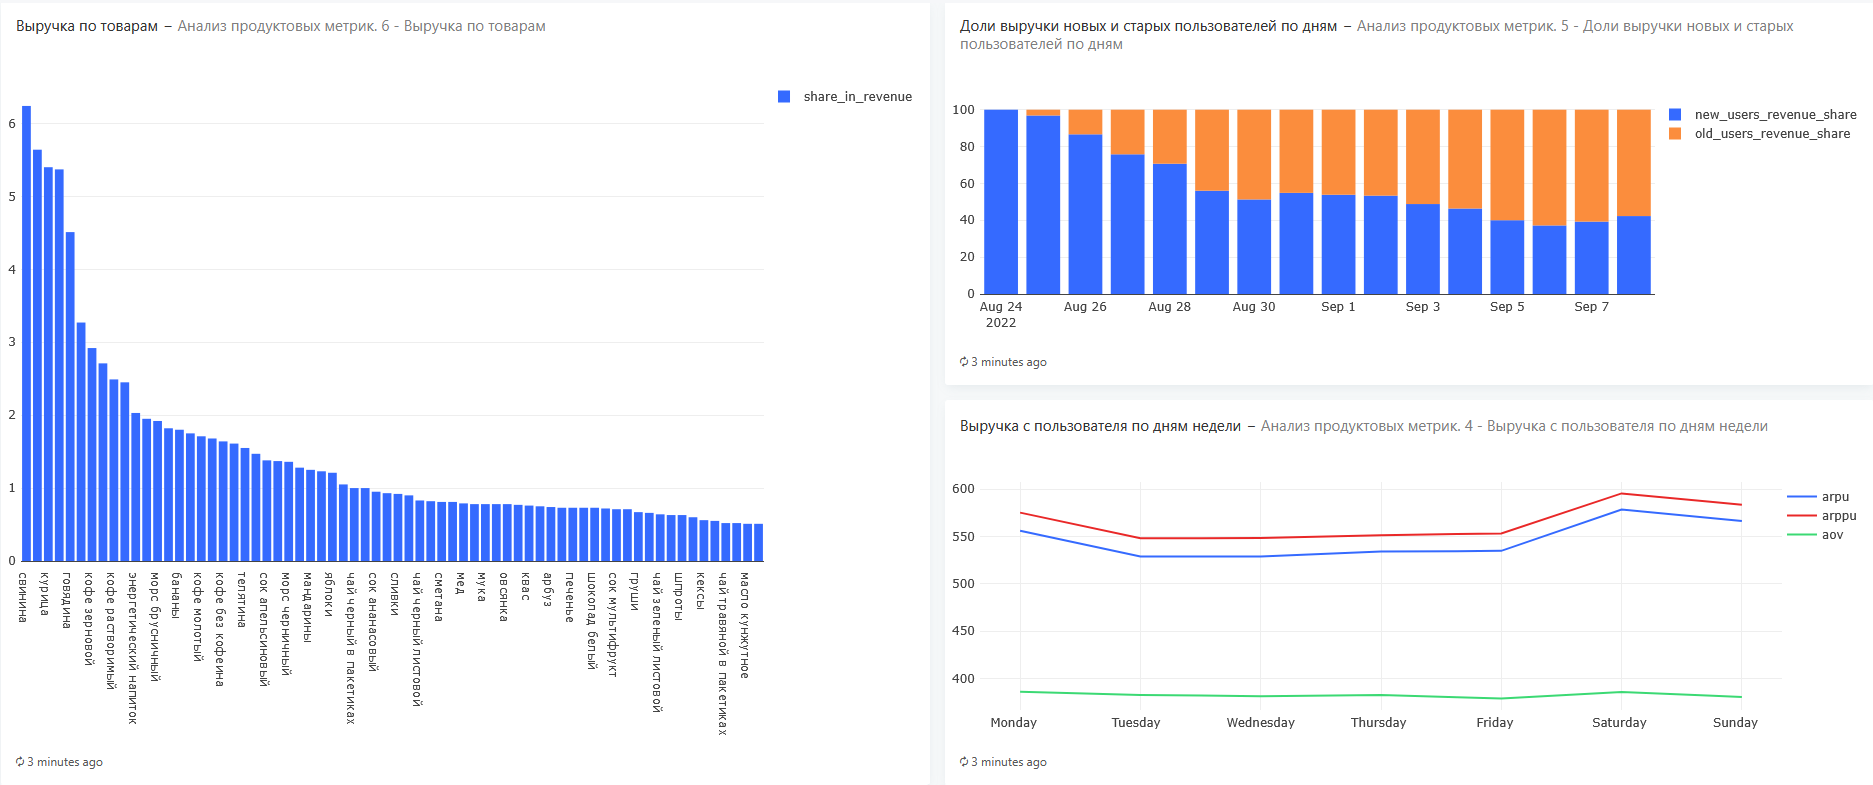 Выручка по товарам – Анализ продуктовых метрик. 6 - Выручка по товарам
share_in_revenue
6
5
4
3
2
1
0
свинина
курица
говядина
кофе зерновой
кофе растворимый
энергетический напиток
морс брусничный
бананы
кофе молотый
кофе без кофеина
телятина
сок апельсиновый
морс черничный
мандарины
яблоки
чай черный в пакетиках
сок ананасовый
сливки
чай черный листовой
сметана
мед
мука
овсянка
квас
арбуз
печенье
шоколад белый
сок мультифрукт
груши
чай зеленый листовой
шпроты
кексы
чай травяной в пакетиках
масло кунжутное
3 minutes ago
Доли выручки новых и старых пользователей по дням – Анализ продуктовых метрик. 5 - Доли выручки новых и старых
пользователей по дням
new_users_revenue_share
old_users_revenue_share
100
80
60
40
20
0
Aug 24 Aug 26 Aug 28 Aug 30 Sep 1 Sep 3 Sep 5 Sep 7
2022
3 minutes ago
Выручка с пользователя по дням недели – Анализ продуктовых метрик. 4 - Выручка с пользователя по дням недели
arpu
arppu
aov
600
550
500
450
400
Monday Tuesday Wednesday Thursday Friday Saturday Sunday
3 minutes ago